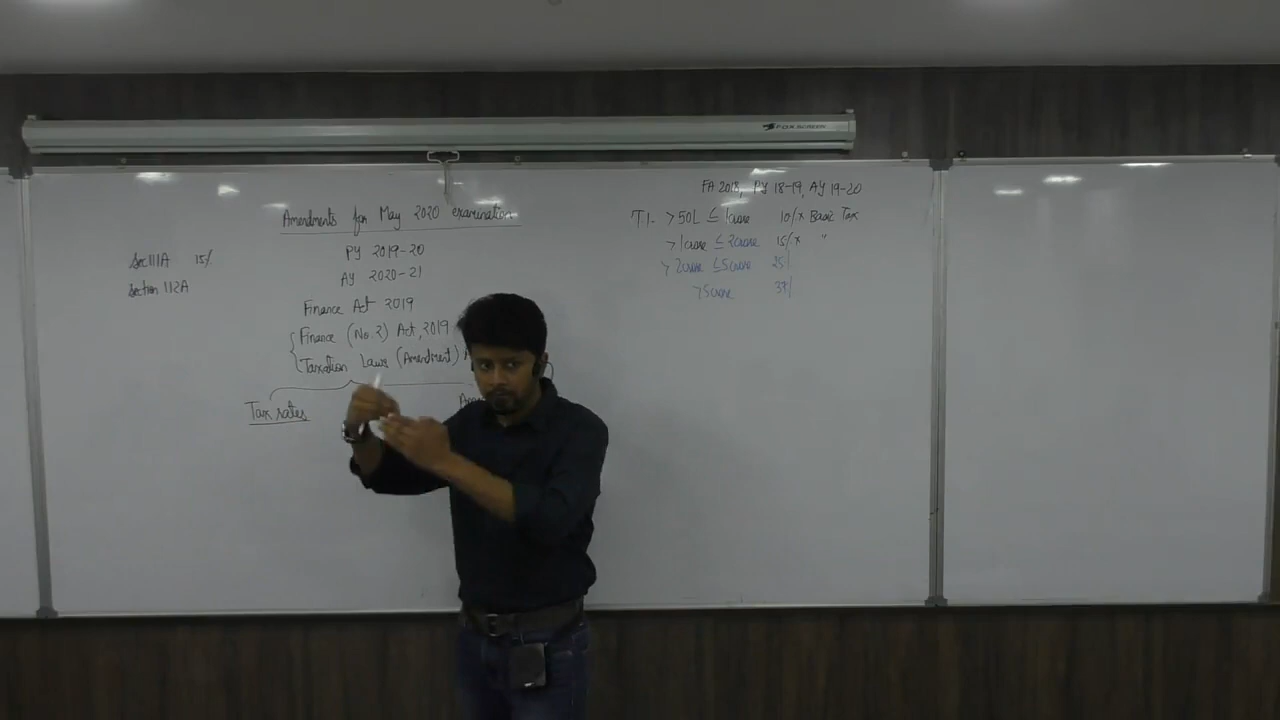 FOXSCREEN
FA 2018, PY 18-19, AY 19-20
Amendments for May 2020 examination
PY 2019-20
AY 2020-21
Finance Act 2019
Finance (No. 2) Act, 2019
Taxation Laws (Amendment)
Tax rates
Sec 111A 15%
Section 112A
T.I. >50L ≤ 1crore 10% x Basic Tax
>1crore ≤ 2crore 15% x "
>2crore ≤5crore 25%
>5crore 37%